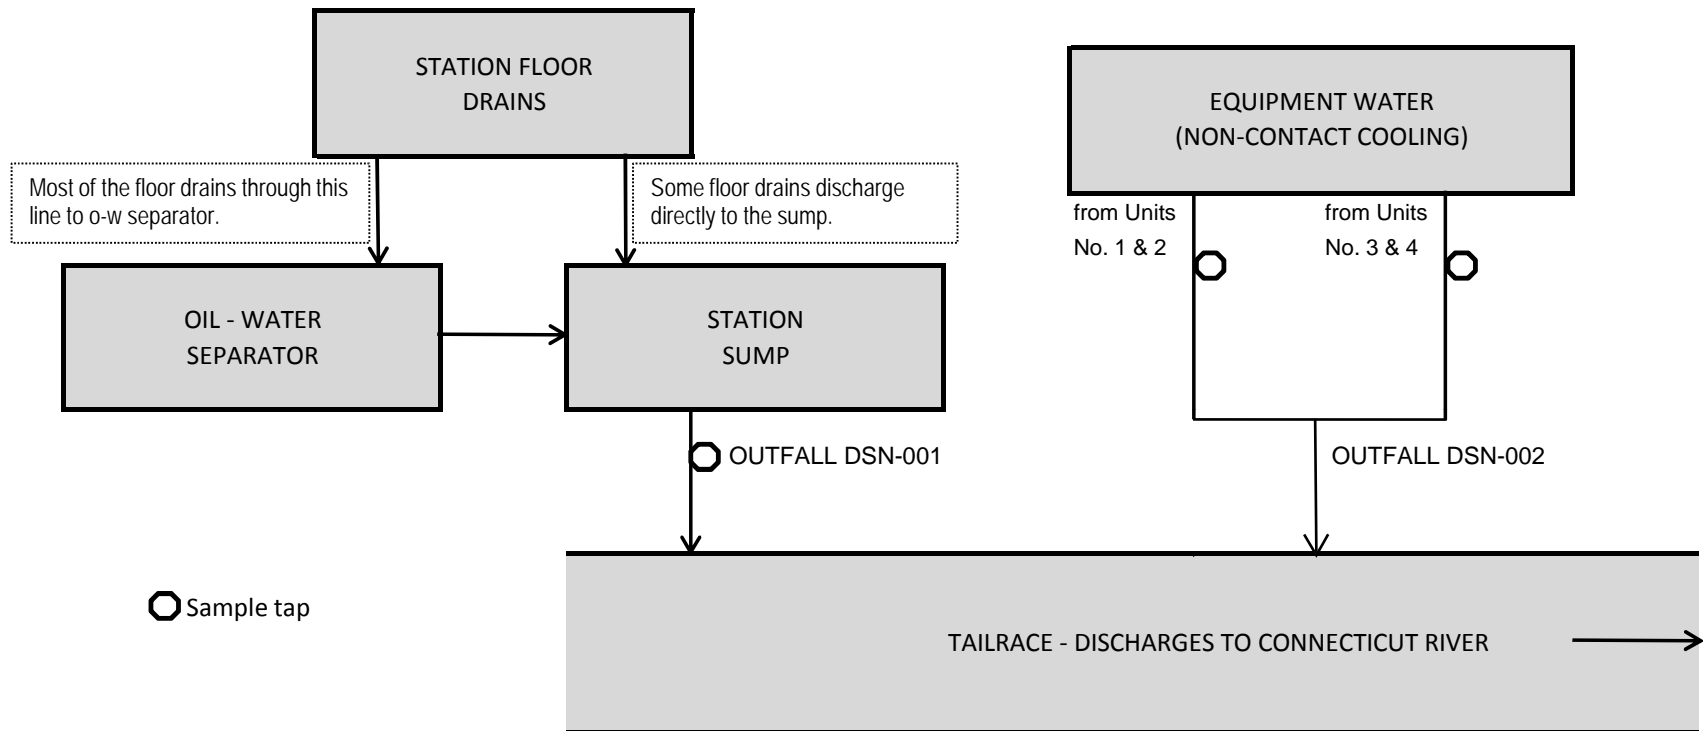 STATION FLOOR
DRAINS
EQUIPMENT WATER
(NON-CONTACT COOLING)
Most of the floor drains through this
line to o-w separator.
Some floor drains discharge
directly to the sump.
from Units
No. 1 & 2
from Units
No. 3 & 4
OIL - WATER
SEPARATOR
STATION
SUMP
OUTFALL DSN-001
OUTFALL DSN-002
Sample tap
TAILRACE - DISCHARGES TO CONNECTICUT RIVER